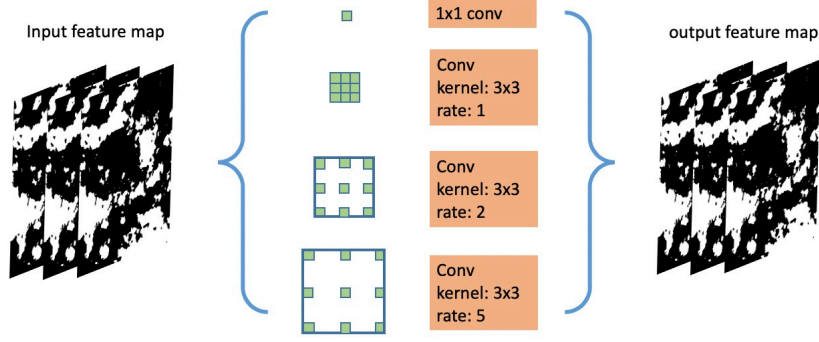 Input feature map
1x1 conv
output feature map
Conv
kernel: 3x3
rate: 1
Conv
kernel: 3x3
rate: 2
Conv
kernel: 3x3
rate: 5